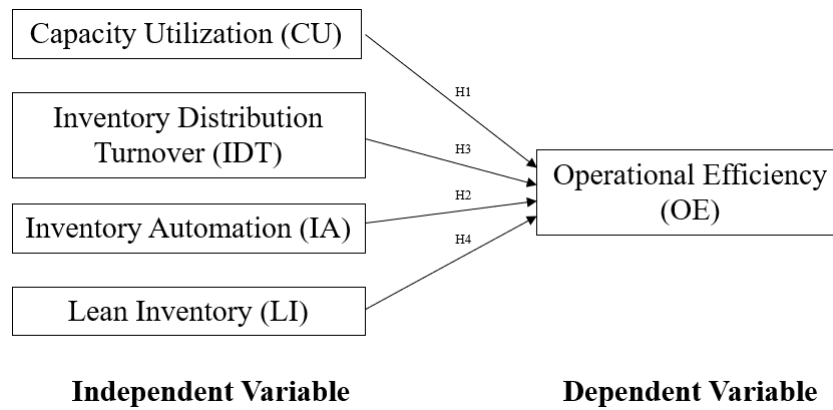 Capacity Utilization (CU)
H1
Inventory Distribution
Turnover (IDT)
H3
Operational Efficiency
(OE)
H2
Inventory Automation (IA)
H4
Lean Inventory (LI)
Independent Variable
Dependent Variable